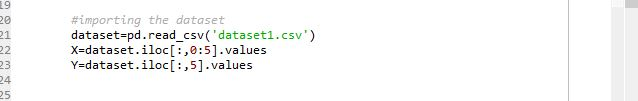 19
20 #importing the dataset
21 dataset=pd.read_csv('dataset1.csv')
22 X=dataset.iloc[:,0:5].values
23 Y=dataset.iloc[:,5].values
24
25